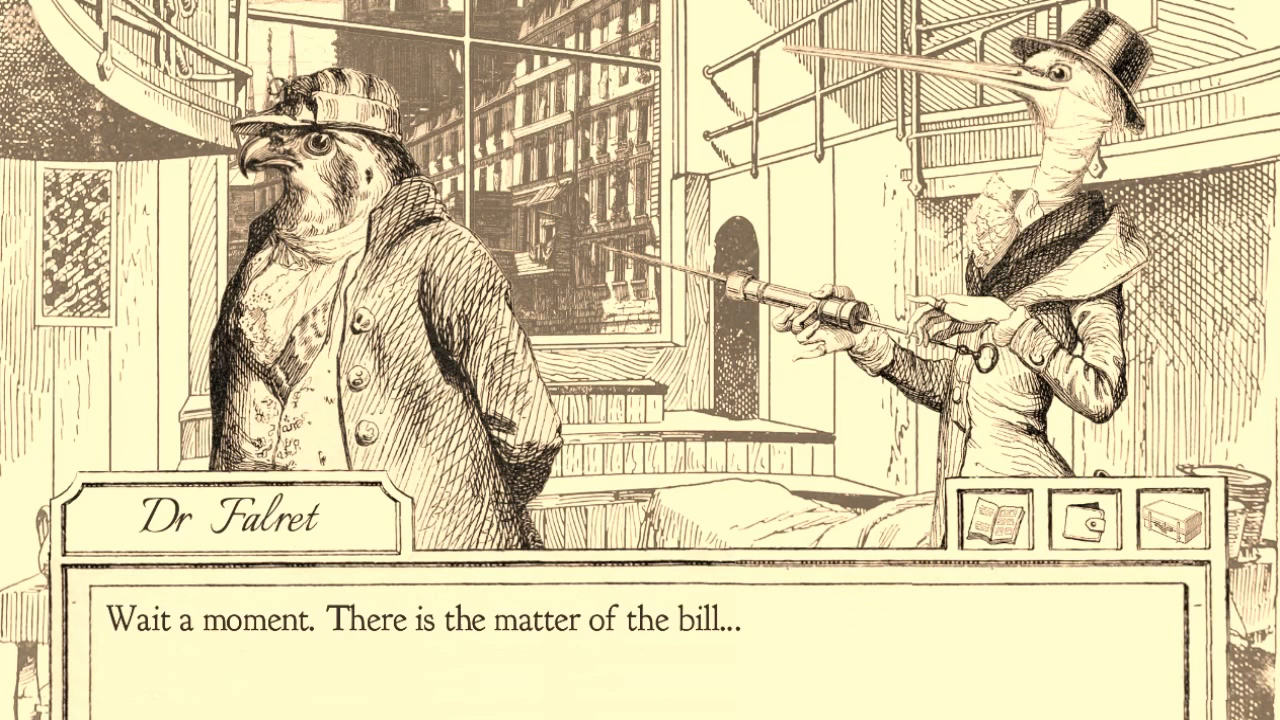 Dr Falret
Wait a moment. There is the matter of the bill...